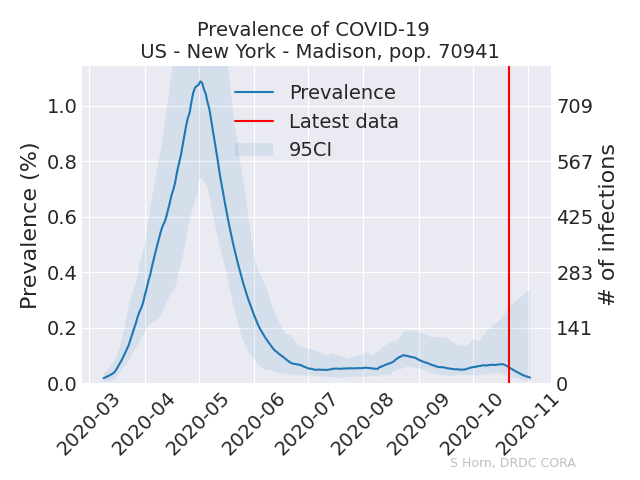 Prevalence of COVID-19
US - New York - Madison, pop. 70941
Prevalence
Latest data
95CI
Prevalence (%)
1.0
0.8
0.6
0.4
0.2
0.0
709
567
425
283
141
0
# of infections
2020-03
2020-04
2020-05
2020-06
2020-07
2020-08
2020-09
2020-10
2020-11
S Horn, DRDC CORA